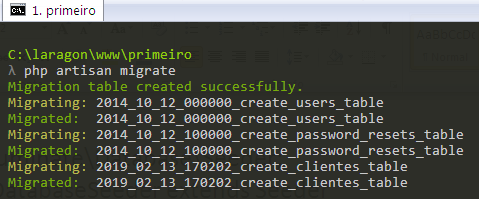 1. primeiro
C:\laragon\www\primeiro
λ php artisan migrate
Migration table created successfully.
Migrating: 2014_10_12_000000_create_users_table
Migrated:  2014_10_12_000000_create_users_table
Migrating: 2014_10_12_100000_create_password_resets_table
Migrated:  2014_10_12_100000_create_password_resets_table
Migrating: 2019_02_13_170202_create_clientes_table
Migrated:  2019_02_13_170202_create_clientes_table